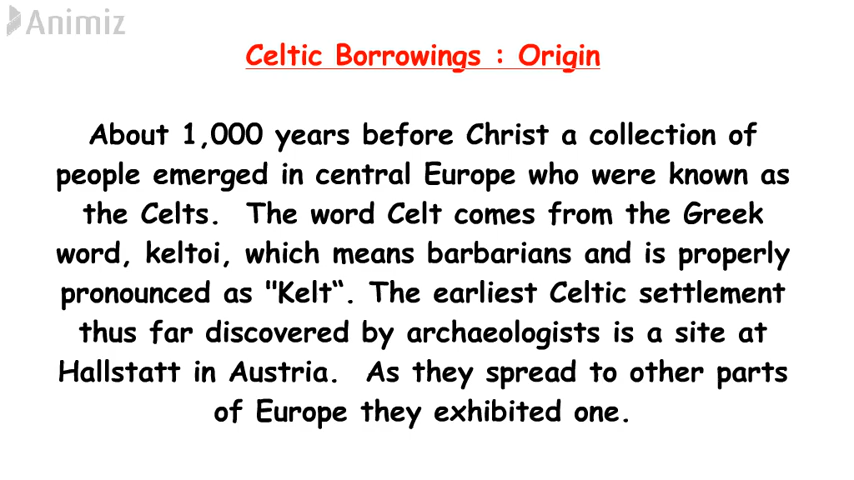 Animiz
Celtic Borrowings : Origin
About 1,000 years before Christ a collection of
people emerged in central Europe who were known as
the Celts.  The word Celt comes from the Greek
word, keltoi, which means barbarians and is properly
pronounced as "Kelt“. The earliest Celtic settlement
thus far discovered by archaeologists is a site at
Hallstatt in Austria.  As they spread to other parts
of Europe they exhibited one.